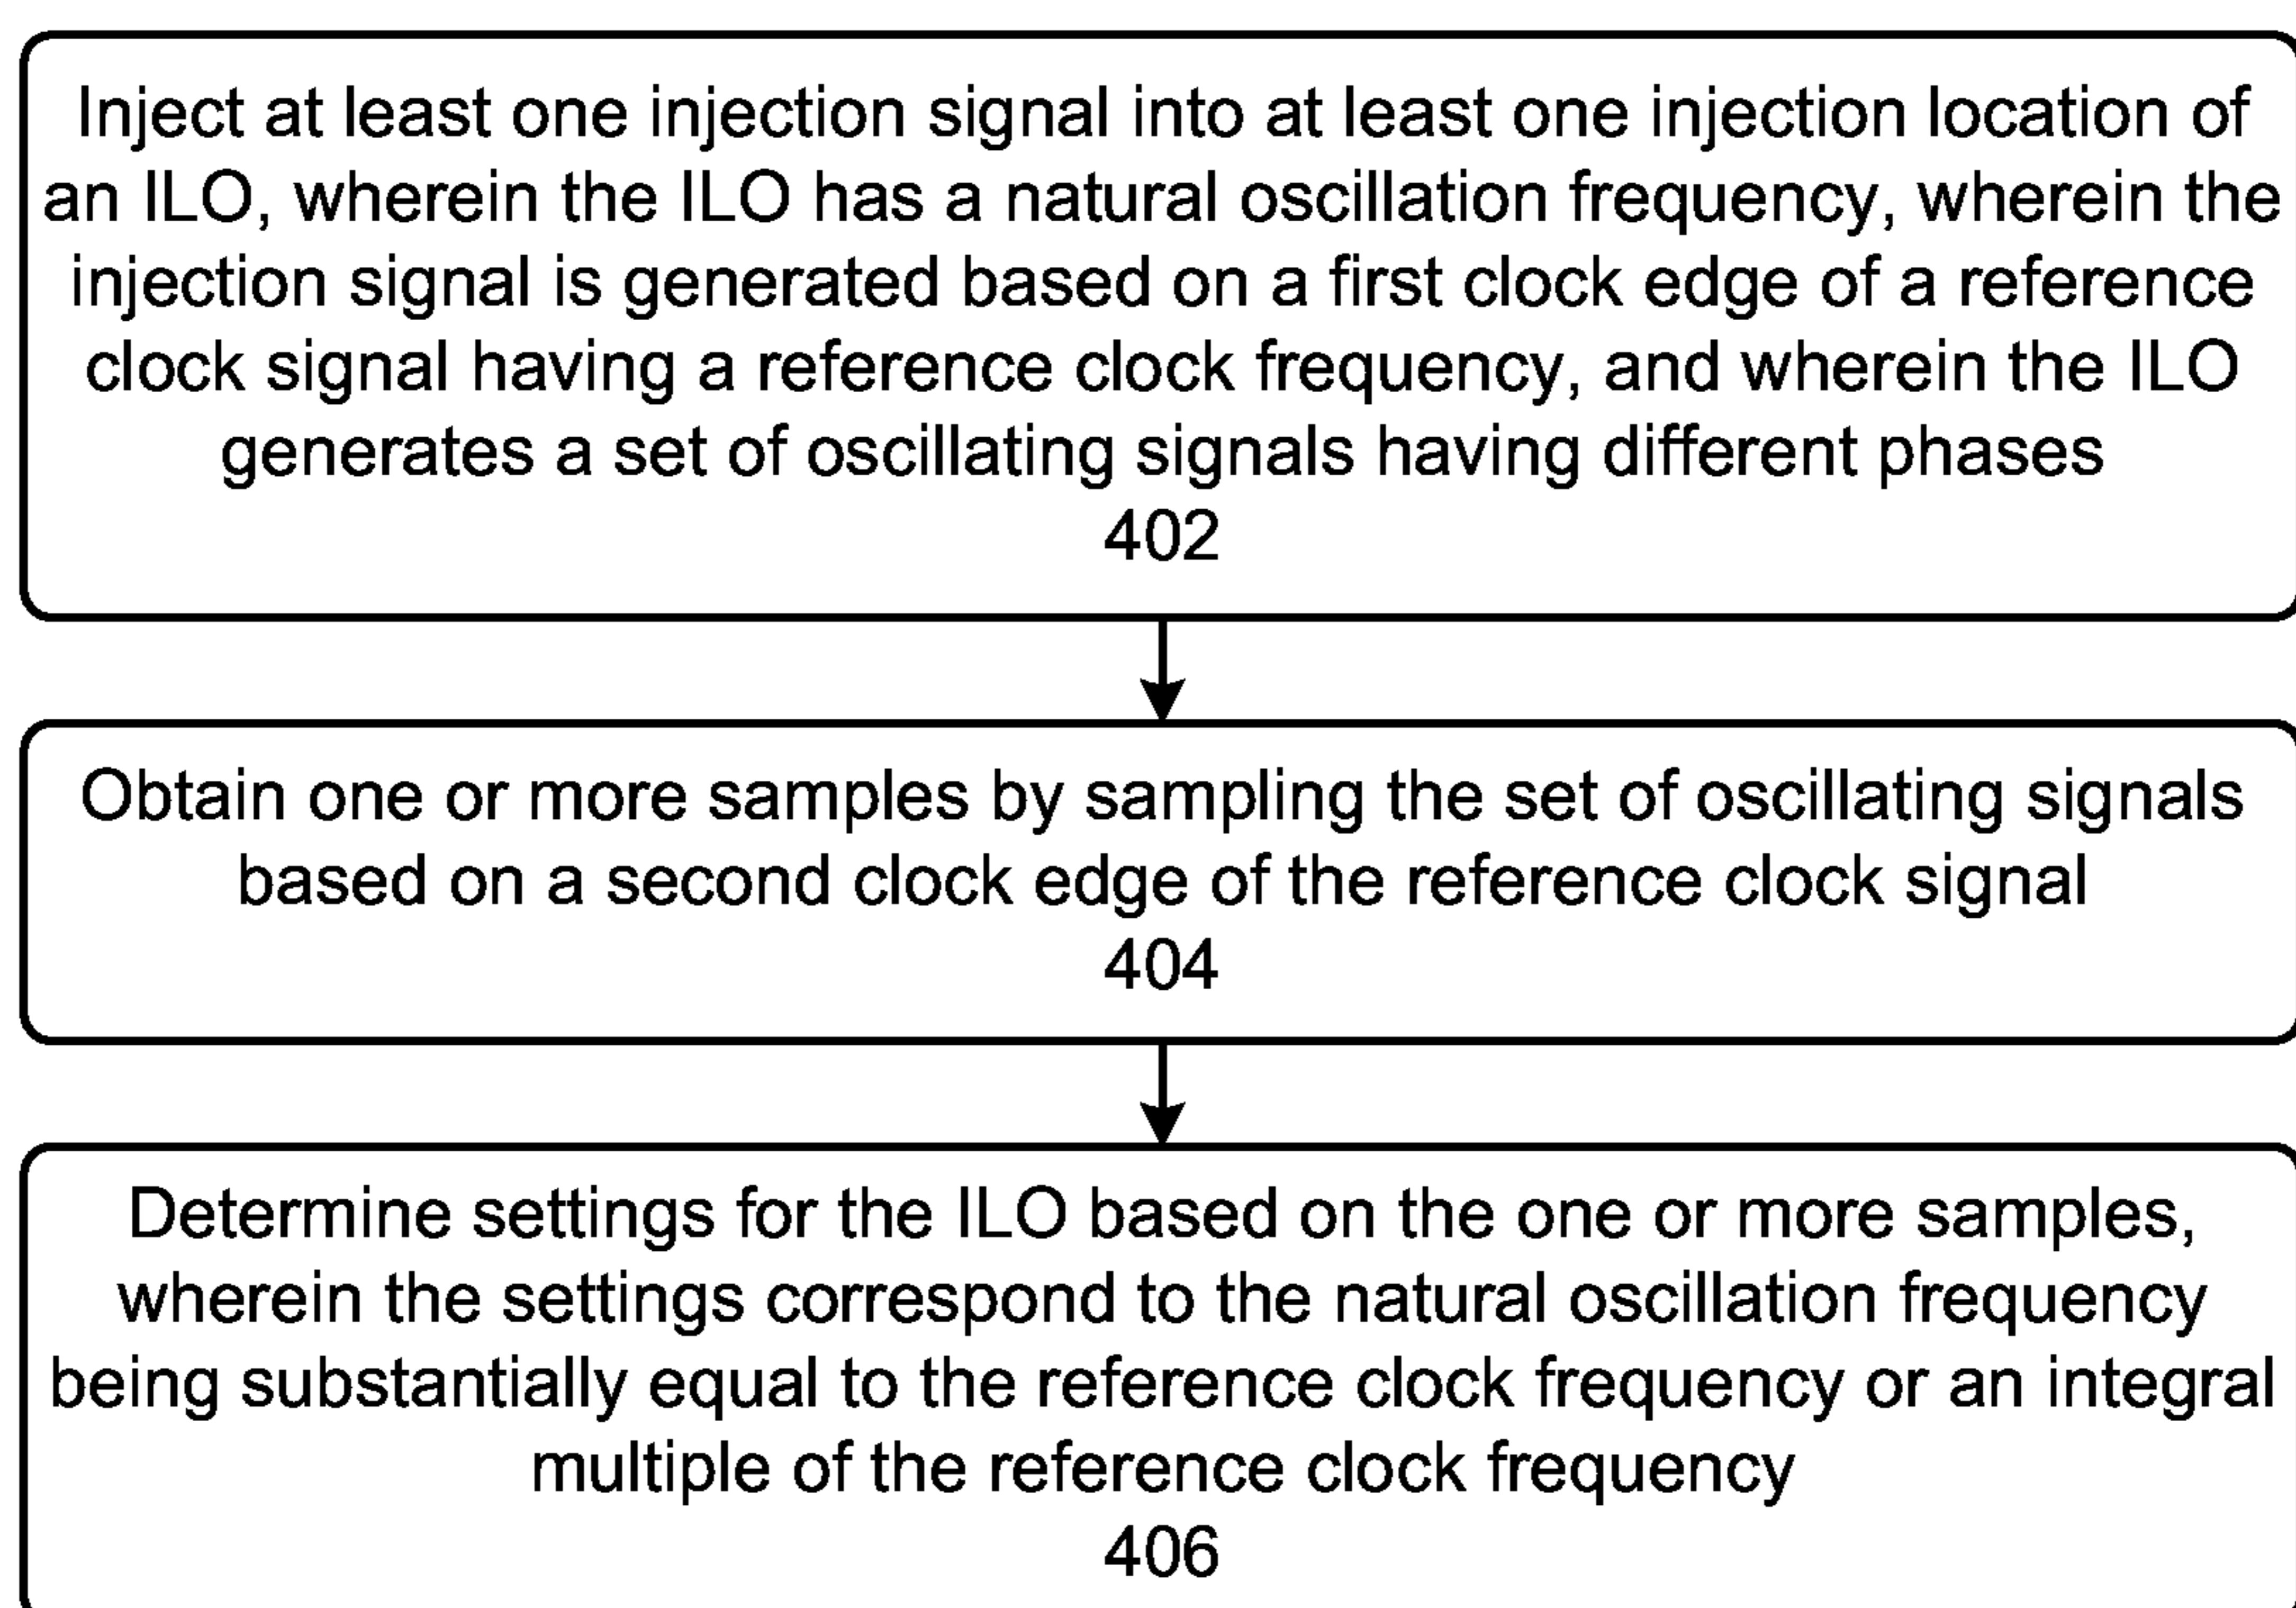 Inject at least one injection signal into at least one injection location of
an ILO, wherein the ILO has a natural oscillation frequency, wherein the
injection signal is generated based on a first clock edge of a reference
clock signal having a reference clock frequency, and wherein the ILO
generates a set of oscillating signals having different phases
402
Obtain one or more samples by sampling the set of oscillating signals
based on a second clock edge of the reference clock signal
404
Determine settings for the ILO based on the one or more samples,
wherein the settings correspond to the natural oscillation frequency
being substantially equal to the reference clock frequency or an integral
multiple of the reference clock frequency
406